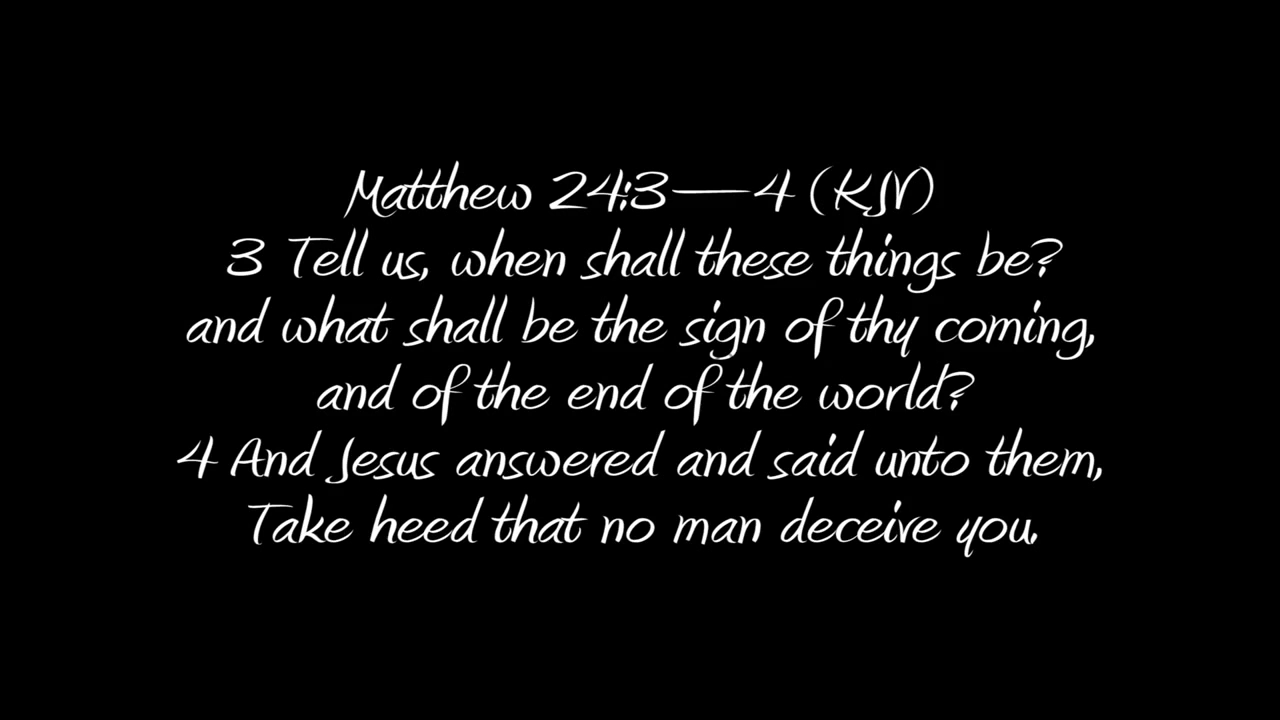 Matthew 24:3—4 (KJV)
3 Tell us, when shall these things be?
and what shall be the sign of thy coming,
and of the end of the world?
4 And Jesus answered and said unto them,
Take heed that no man deceive you.